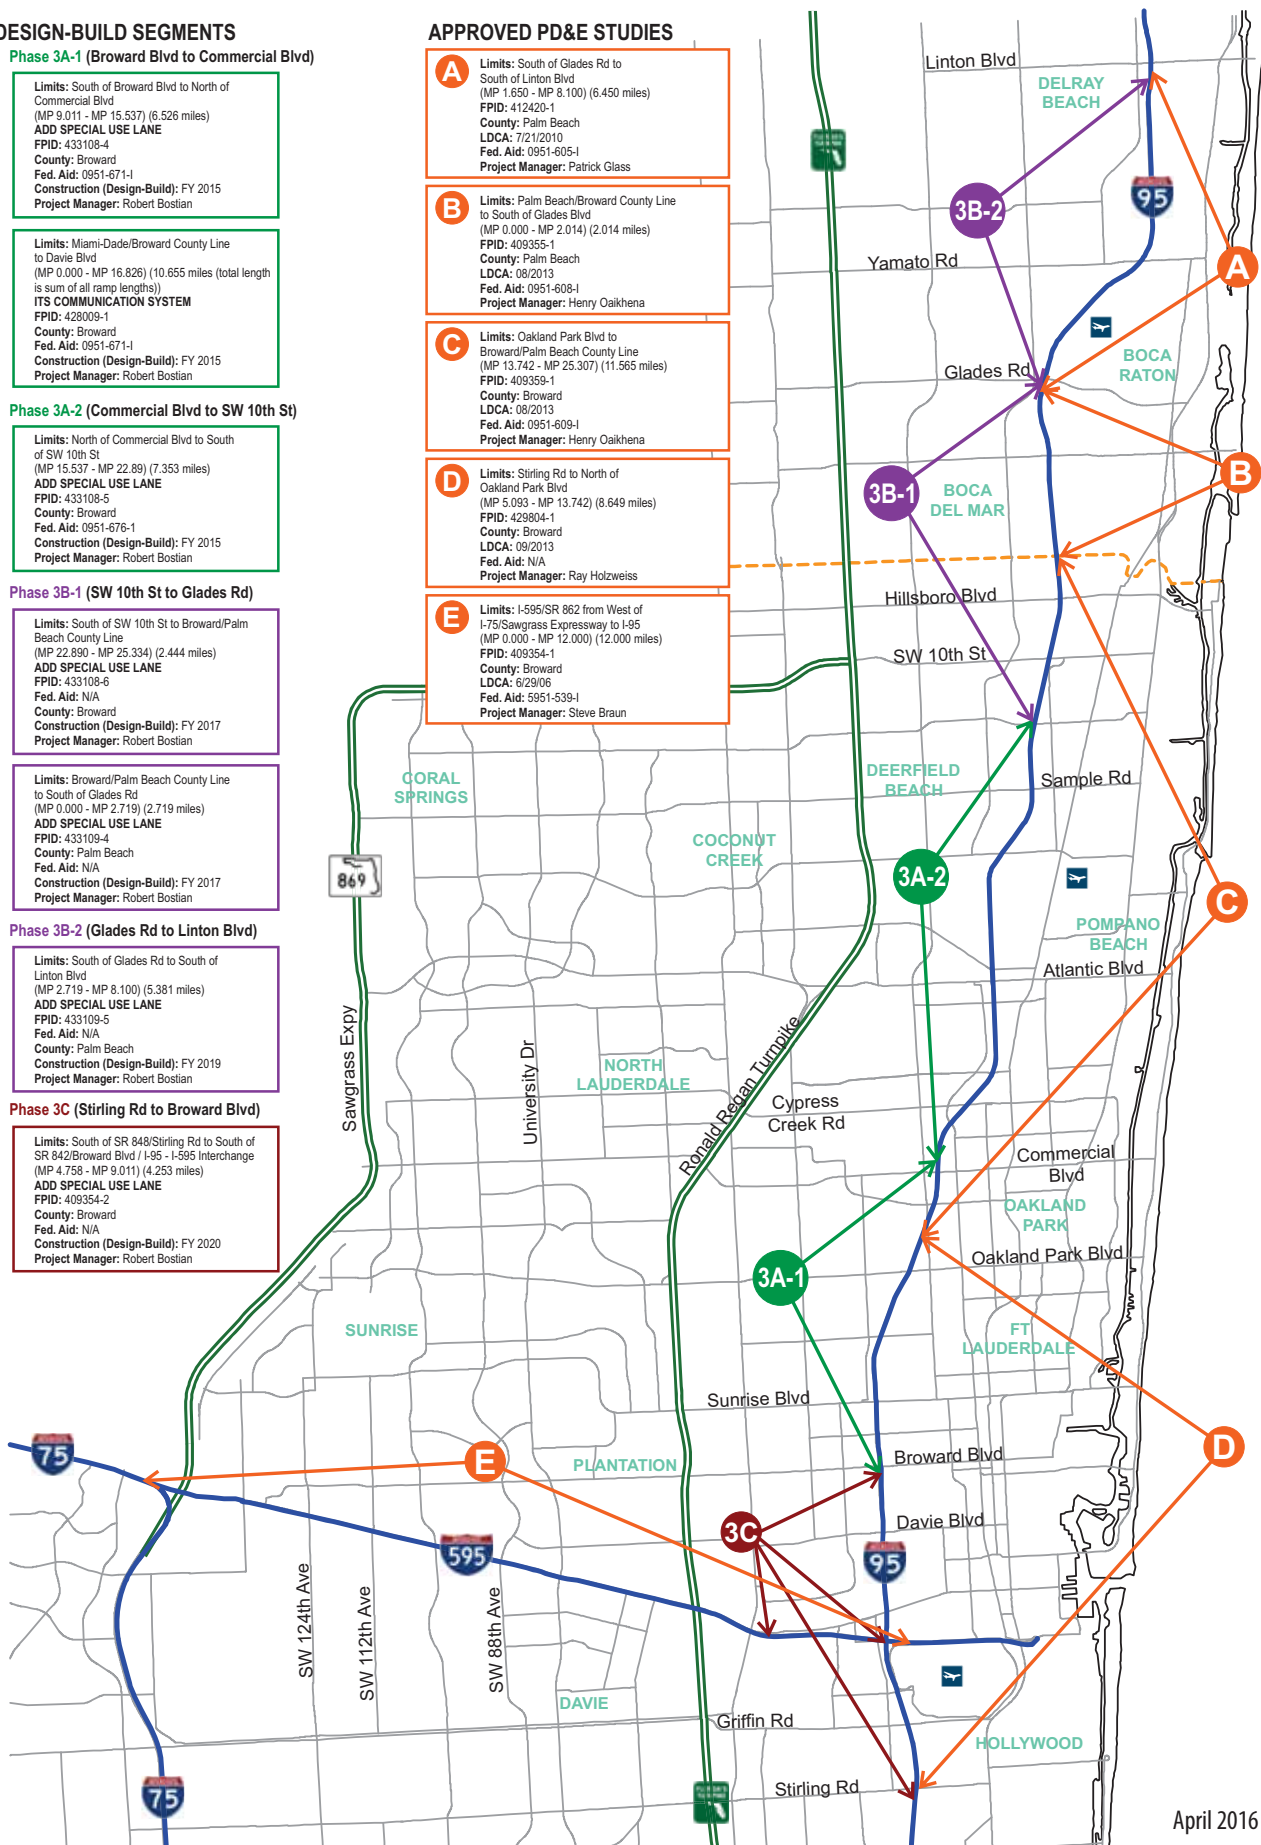 DESIGN-BUILD SEGMENTS
Phase 3A-1 (Broward Blvd to Commercial Blvd)
Limits: South of Broward Blvd to North of
Commercial Blvd
(MP 9.011 - MP 15.537) (6.526 miles)
ADD SPECIAL USE LANE
FPID: 433108-4
County: Broward
Fed. Aid: 0951-671-I
Construction (Design-Build): FY 2015
Project Manager: Robert Bostian
Limits: Miami-Dade/Broward County Line
to Davie Blvd
(MP 0.000 - MP 16.826) (10.655 miles (total length
is sum of all ramp lengths))
ITS COMMUNICATION SYSTEM
FPID: 428009-1
County: Broward
Fed. Aid: 0951-671-I
Construction (Design-Build): FY 2015
Project Manager: Robert Bostian
Phase 3A-2 (Commercial Blvd to SW 10th St)
Limits: North of Commercial Blvd to South
of SW 10th St
(MP 15.537 - MP 22.89) (7.353 miles)
ADD SPECIAL USE LANE
FPID: 433108-5
County: Broward
Fed. Aid: 0951-676-1
Construction (Design-Build): FY 2015
Project Manager: Robert Bostian
Phase 3B-1 (SW 10th St to Glades Rd)
Limits: South of SW 10th St to Broward/Palm
Beach County Line
(MP 22.890 - MP 25.334) (2.444 miles)
ADD SPECIAL USE LANE
FPID: 433108-6
Fed. Aid: N/A
County: Broward
Construction (Design-Build): FY 2017
Project Manager: Robert Bostian
Limits: Broward/Palm Beach County Line
to South of Glades Rd
(MP 0.000 - MP 2.719) (2.719 miles)
ADD SPECIAL USE LANE
FPID: 433109-4
County: Palm Beach
Fed. Aid: N/A
Construction (Design-Build): FY 2017
Project Manager: Robert Bostian
Phase 3B-2 (Glades Rd to Linton Blvd)
Limits: South of Glades Rd to South of
Linton Blvd
(MP 2.719 - MP 8.100) (5.381 miles)
ADD SPECIAL USE LANE
FPID: 433109-5
Fed. Aid: N/A
County: Palm Beach
Construction (Design-Build): FY 2019
Project Manager: Robert Bostian
Phase 3C (Stirling Rd to Broward Blvd)
Limits: South of SR 848/Stirling Rd to South of
SR 842/Broward Blvd / I-95 - I-595 Interchange
(MP 4.758 - MP 9.011) (4.253 miles)
ADD SPECIAL USE LANE
FPID: 409354-2
County: Broward
Fed. Aid: N/A
Construction (Design-Build): FY 2020
Project Manager: Robert Bostian
APPROVED PD&E STUDIES
A
Limits: South of Glades Rd to
South of Linton Blvd
(MP 1.650 - MP 8.100) (6.450 miles)
FPID: 412420-1
County: Palm Beach
LDCA: 7/21/2010
Fed. Aid: 0951-605-I
Project Manager: Patrick Glass
B
Limits: Palm Beach/Broward County Line
to South of Glades Blvd
(MP 0.000 - MP 2.014) (2.014 miles)
FPID: 409355-1
County: Palm Beach
LDCA: 08/2013
Fed. Aid: 0951-608-I
Project Manager: Henry Oaikhena
C
Limits: Oakland Park Blvd to
Broward/Palm Beach County Line
(MP 13.742 - MP 25.307) (11.565 miles)
FPID: 409359-1
County: Broward
LDCA: 08/2013
Fed. Aid: 0951-609-I
Project Manager: Henry Oaikhena
D
Limits: Stirling Rd to North of
Oakland Park Blvd
(MP 5.093 - MP 13.742) (8.649 miles)
FPID: 429804-1
County: Broward
LDCA: 09/2013
Fed. Aid: N/A
Project Manager: Ray Holzweiss
E
Limits: I-595/SR 862 from West of
I-75/Sawgrass Expressway to I-95
(MP 0.000 - MP 12.000) (12.000 miles)
FPID: 409354-1
County: Broward
LDCA: 6/29/06
Fed. Aid: 5951-539-I
Project Manager: Steve Braun
Linton Blvd
DELRAY
BEACH
95
3B-2
Yamato Rd
A
BOCA
RATON
Glades Rd
B
3B-1
BOCA
DEL MAR
Hillsboro Blvd
SW 10th St
CORAL
SPRINGS
DEERFIELD
BEACH
Sample Rd
COCONUT
CREEK
869
3A-2
C
POMPANO
BEACH
Atlantic Blvd
Sawgrass Expy
University Dr
Ronald Regan Turnpike
NORTH
LAUDERDALE
Cypress
Creek Rd
Commercial
Blvd
OAKLAND
PARK
Oakland Park Blvd
3A-1
SUNRISE
FT
LAUDERDALE
Sunrise Blvd
75
E
PLANTATION
Broward Blvd
D
3C
Davie Blvd
595
95
SW 124th Ave
SW 112th Ave
SW 88th Ave
DAVIE
Griffin Rd
HOLLYWOOD
Stirling Rd
75
April 2016